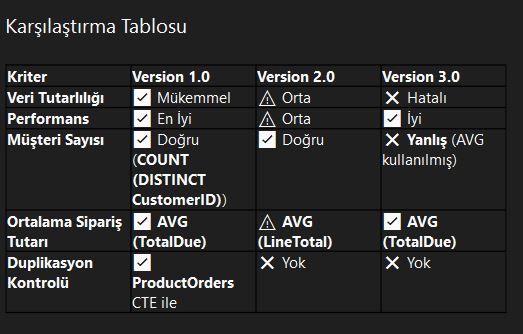 Karşılaştırma Tablosu
Kriter Version 1.0 Version 2.0 Version 3.0
Veri Tutarlılığı ✓ Mükemmel ⚠ Orta ✕ Hatalı
Performans ✓ En İyi ⚠ Orta ✓ İyi
Müşteri Sayısı ✓ Doğru ✓ Doğru ✕ Yanlış (AVG
(COUNT kullanılmış)
(DISTINCT
CustomerID))
Ortalama Sipariş ✓ AVG ⚠ AVG ✓ AVG
Tutarı (TotalDue) (LineTotal) (TotalDue)
Duplikasyon ✓ ✕ Yok ✕ Yok
Kontrolü ProductOrders
CTE ile